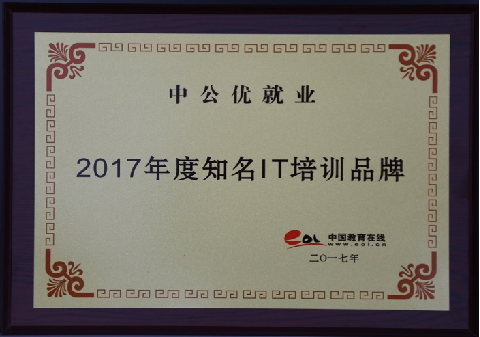 中公优就业
2017年度知名IT培训品牌
EOL 中国教育在线
www.eol.cn
二〇一七年